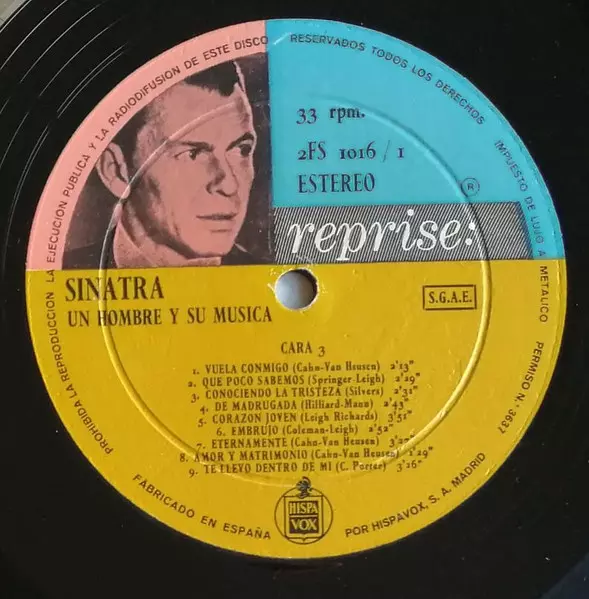 PROHIBIDA LA REPRODUCCION LA EJECUCION PUBLICA Y LA RADIODIFUSION DE ESTE DISCO
RESERVADOS TODOS LOS DERECHOS
IMPUESTO DE LUJO A METALICO PERMISO N.º 3637
33 rpm.
2FS 1016 / 1
ESTEREO
R
reprise:
SINATRA
UN HOMBRE Y SU MUSICA
S.G.A.E.
CARA 3
1. VUELA CONMIGO (Cahn-Van Heusen) 2'13"
2. QUE POCO SABEMOS (Springer Leigh) 2'29"
3. CONOCIENDO LA TRISTEZA (Silvers) 2'31"
4. DE MADRUGADA (Hilliard-Mann) 2'43"
5. CORAZON JOVEN (Leigh Richards) 3'51"
6. EMBRUJO (Coleman-Leigh) 2'52"
7. ETERNAMENTE (Cahn-Van Heusen)
8. AMOR Y MATRIMONIO (Cahn-Van Heusen) 2'29"
9. TE LLEVO DENTRO DE MI (C. Porter) 3'26"
HISPA
VOX
FABRICADO EN ESPAÑA
POR HISPAVOX, S. A. MADRID